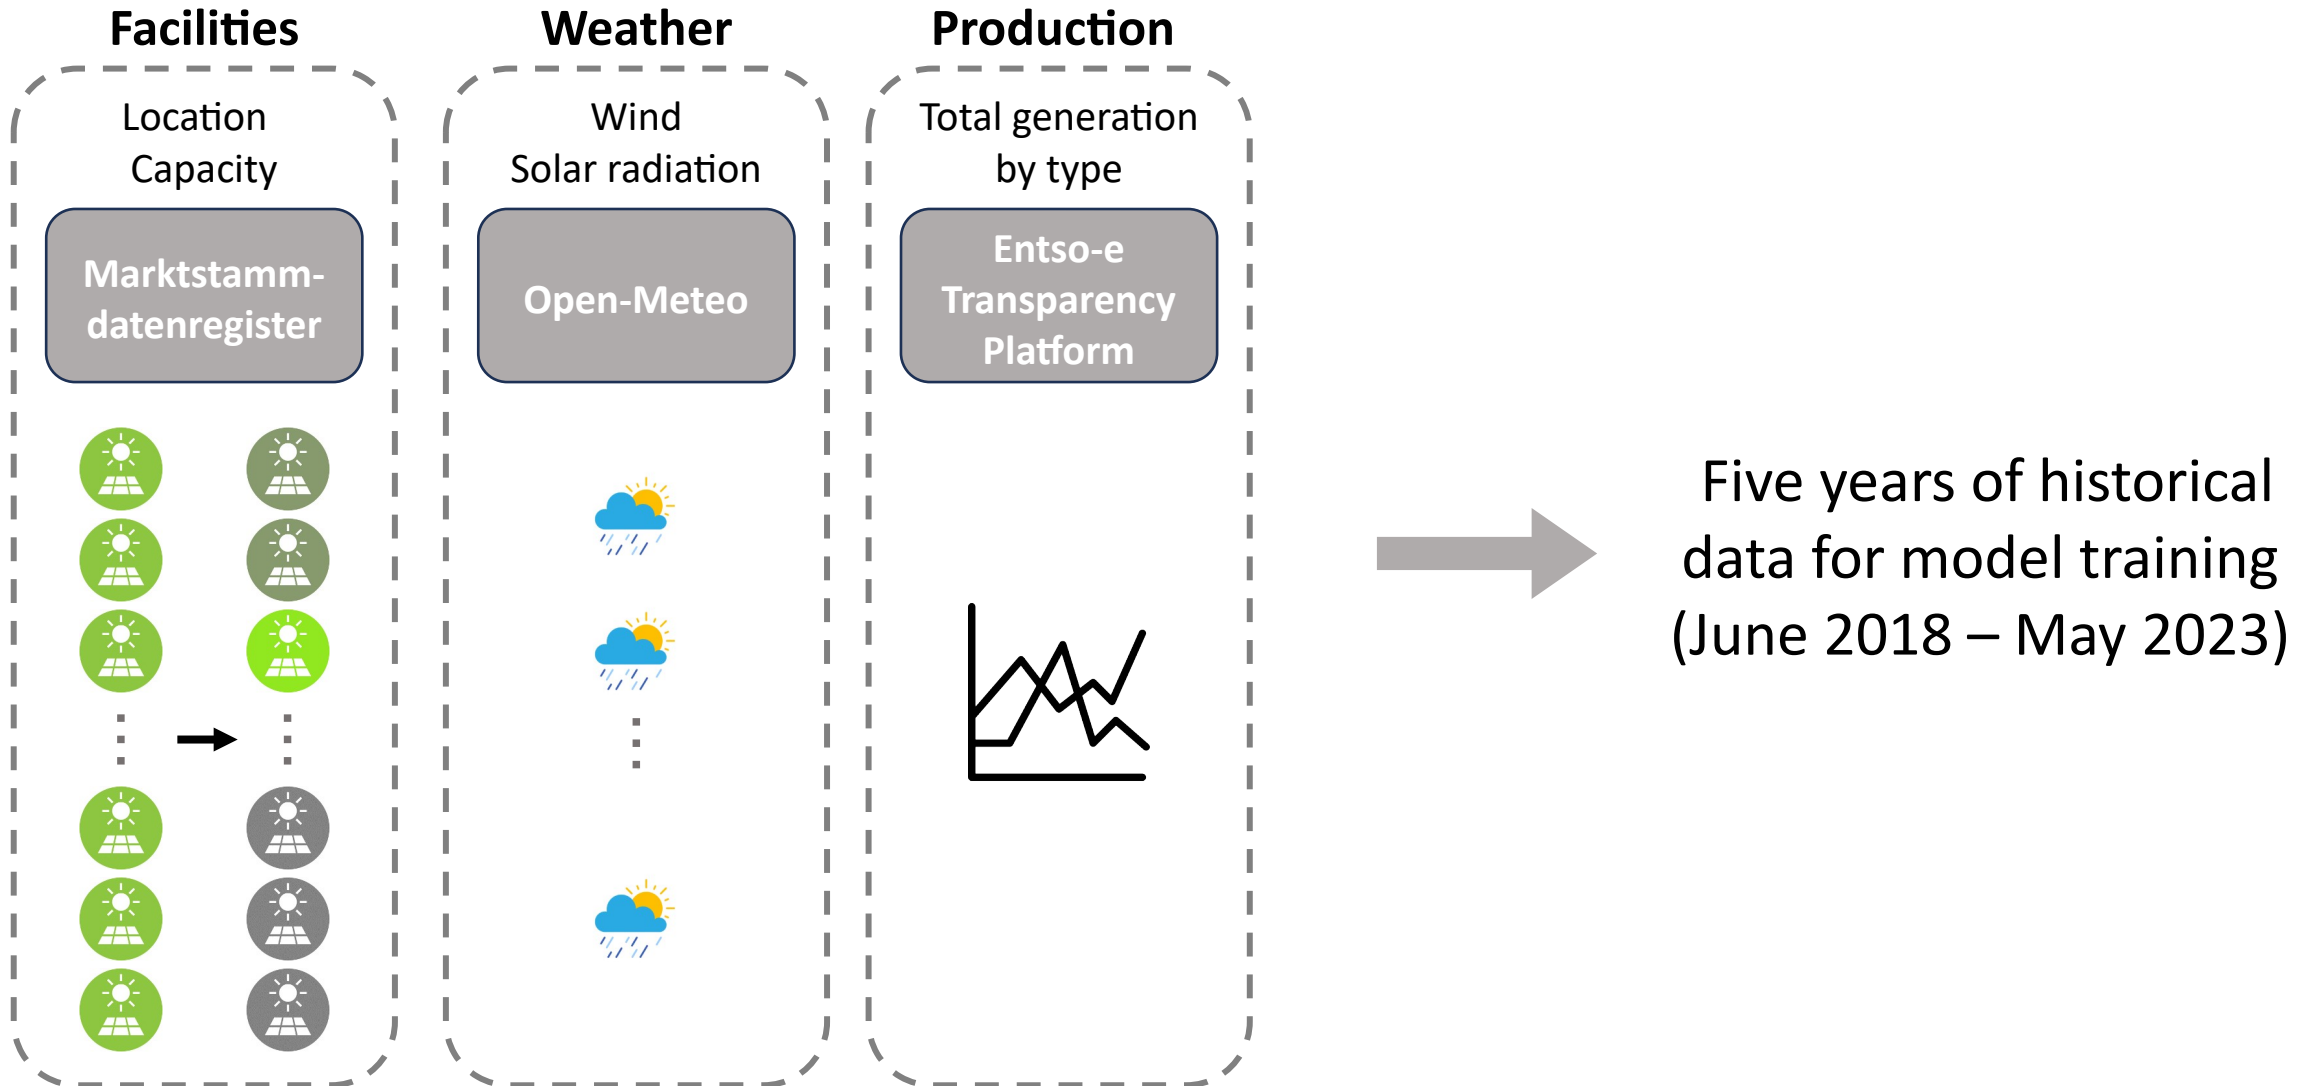 Facilities
Location
Capacity
Marktstamm-
datenregister
Weather
Wind
Solar radiation
Open-Meteo
Production
Total generation
by type
Entso-e
Transparency
Platform
Five years of historical
data for model training
(June 2018 – May 2023)